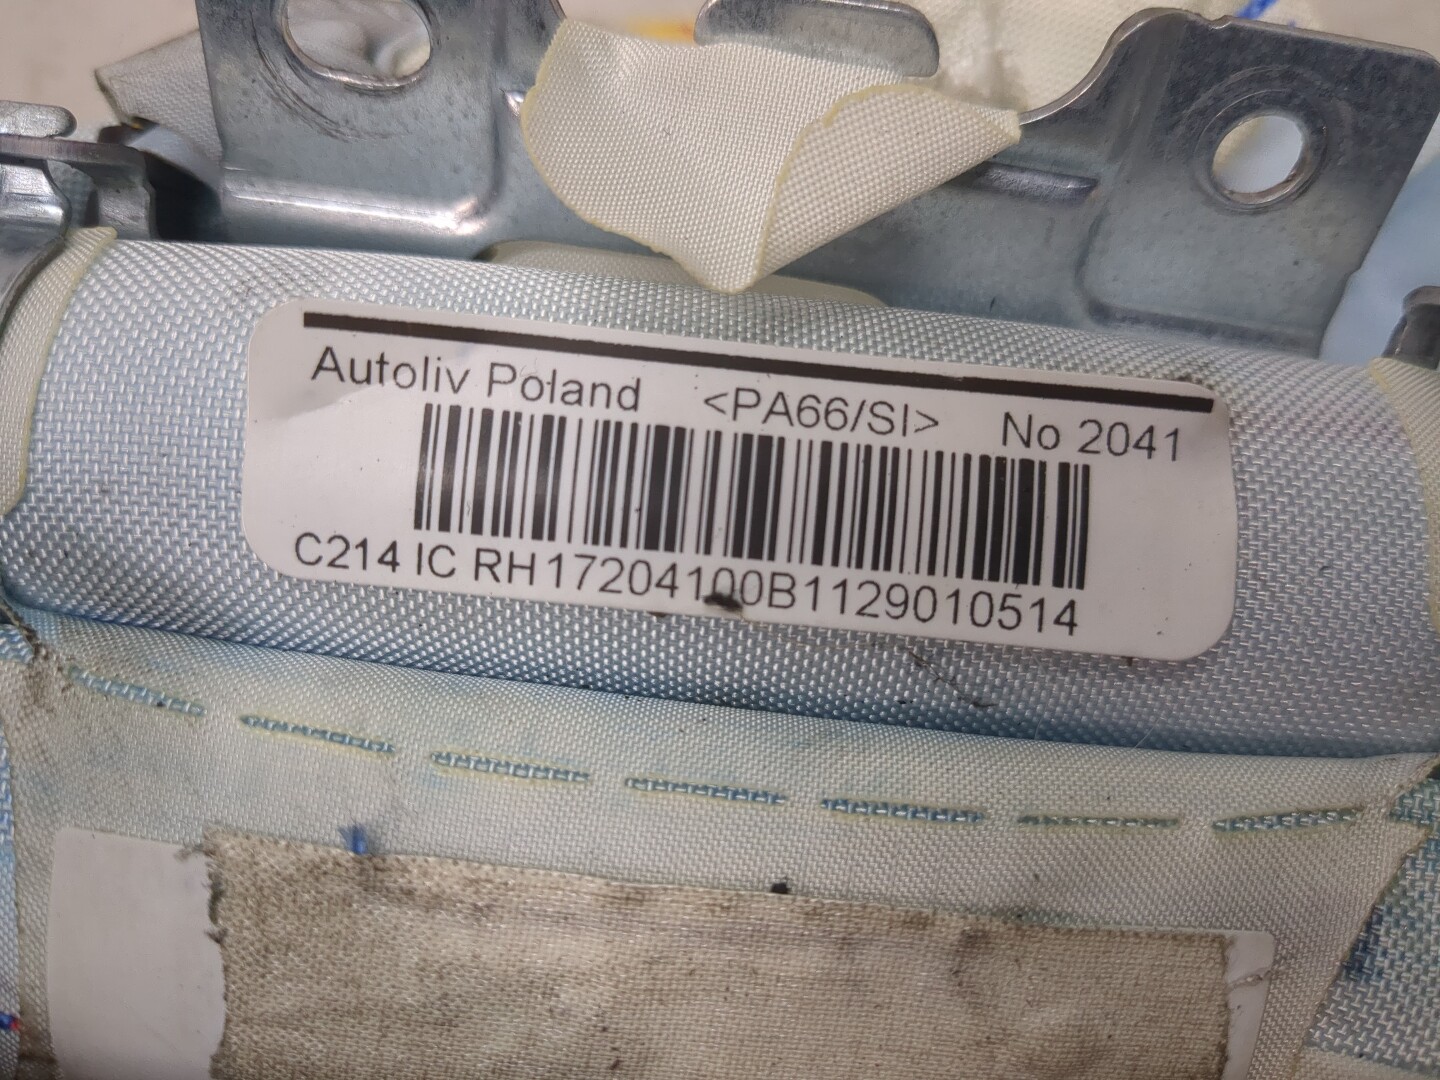 Autoliv Poland <PA66/SI> No 2041
C214 IC RH17204100B1129010514